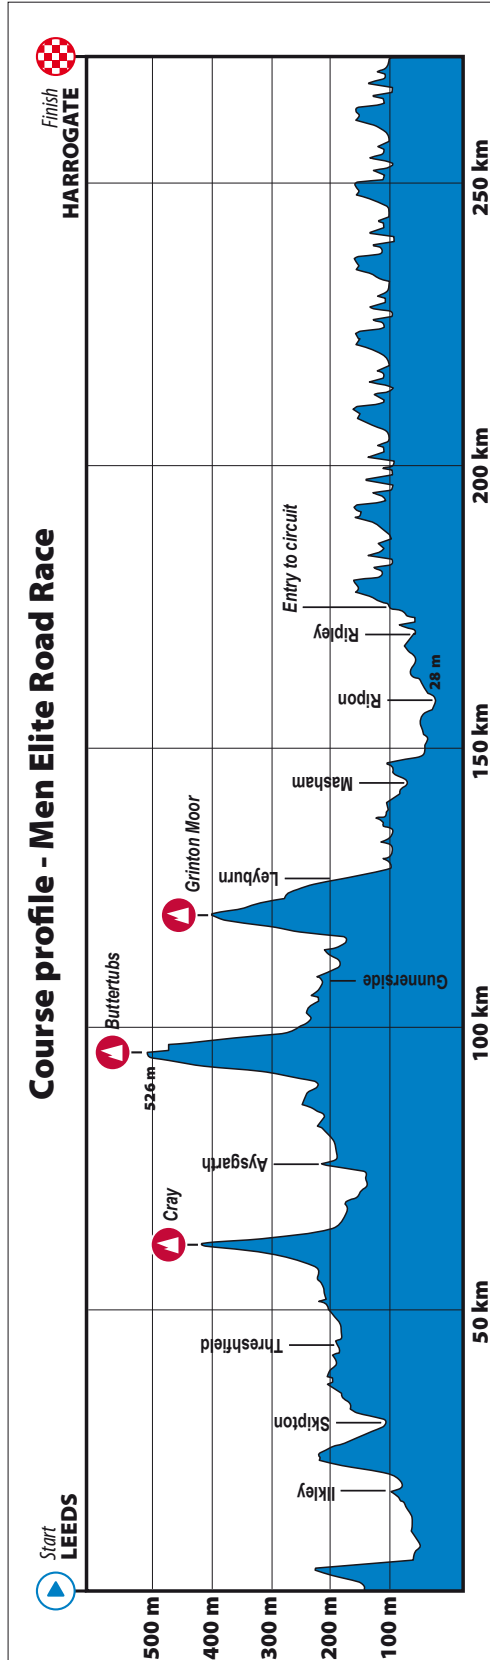 Course profile - Men Elite Road Race
Start
LEEDS
Finish
HARROGATE
500 m
400 m
300 m
200 m
100 m
Ilkley
Skipton
Threshfield
Cray
Aysgarth
Buttertubs
526 m
Gunnerside
Grinton Moor
Leyburn
Masham
Ripon
28 m
Ripley
Entry to circuit
50 km
100 km
150 km
200 km
250 km